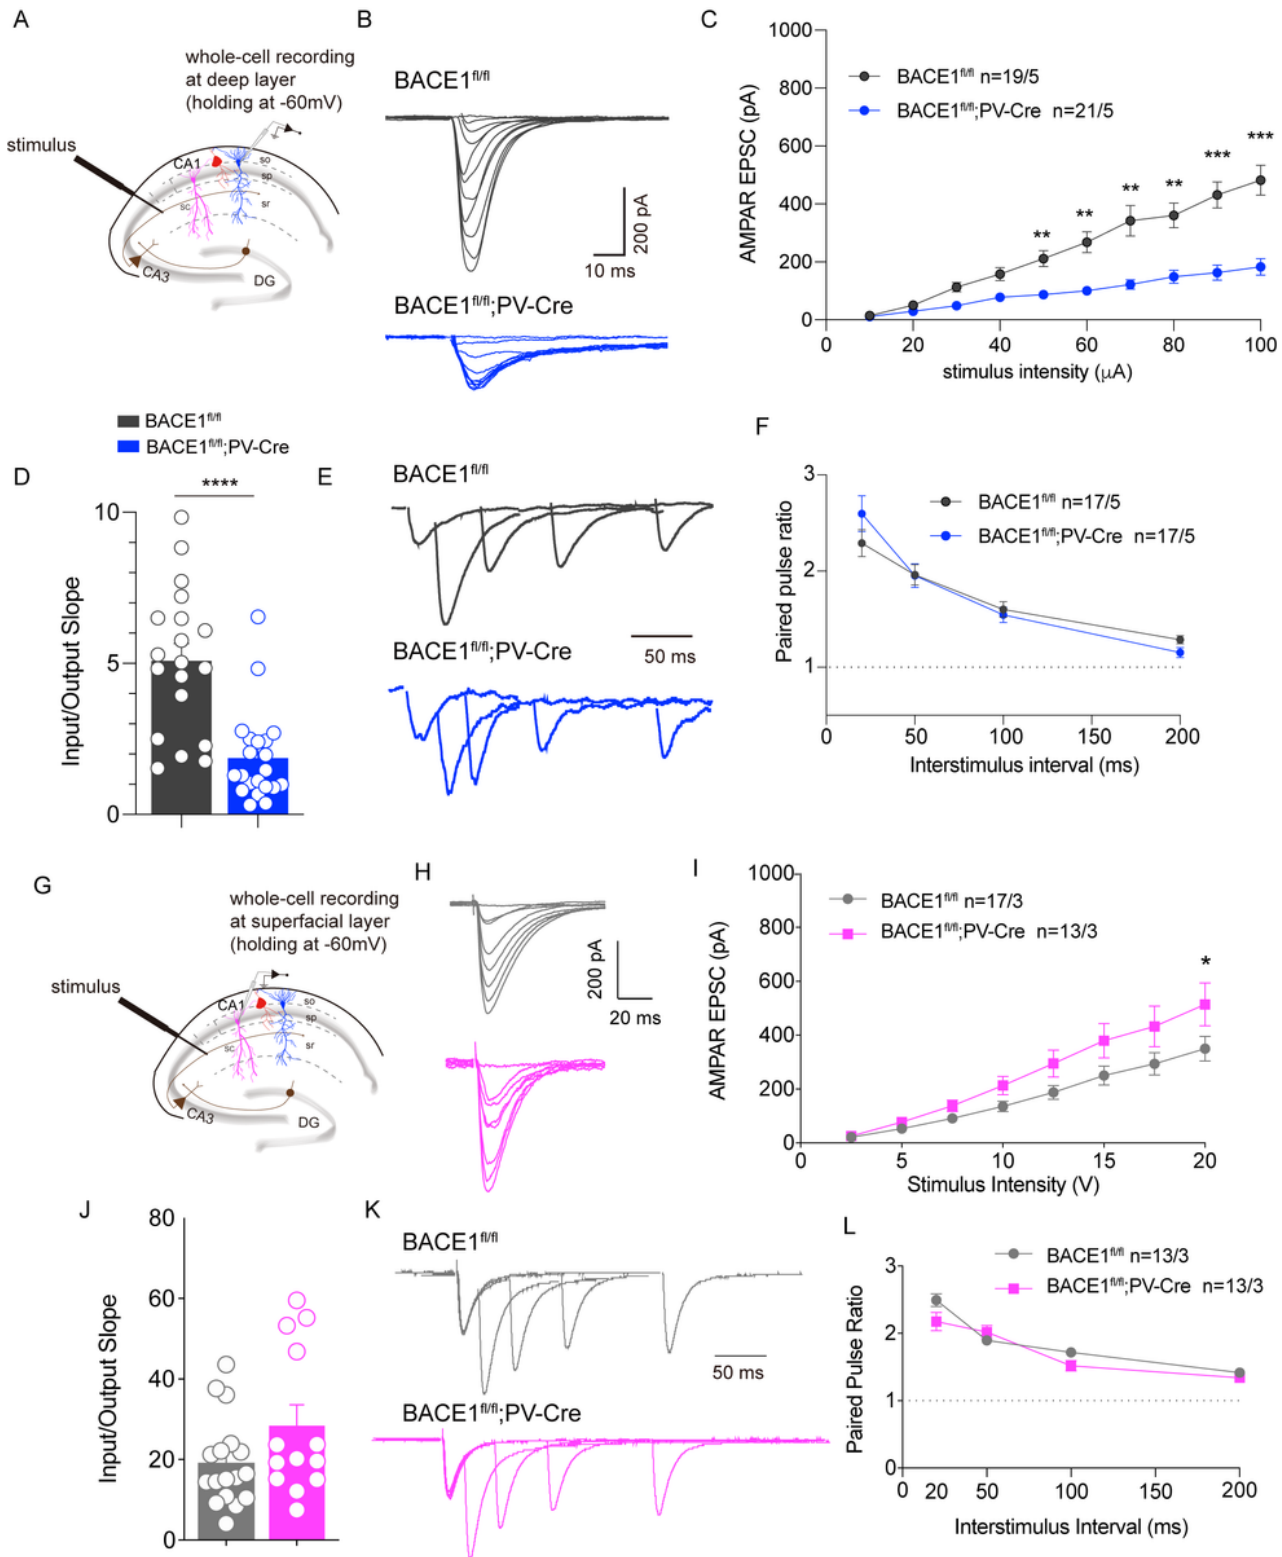 A
whole-cell recording
at deep layer
(holding at -60mV)
stimulus
CA1
so
sp
sc
sr
CA3
DG
B
BACE1fl/fl
200 pA
10 ms
BACE1fl/fl;PV-Cre
C
1000
800
600
400
200
0
AMPAR EPSC (pA)
BACE1fl/fl n=19/5
BACE1fl/fl;PV-Cre n=21/5
**
**
**
**
***
***
0
20
40
60
80
100
stimulus intensity (μA)
BACE1fl/fl
BACE1fl/fl;PV-Cre
D
****
10
5
0
Input/Output Slope
E
BACE1fl/fl
50 ms
BACE1fl/fl;PV-Cre
F
3
2
1
Paired pulse ratio
BACE1fl/fl n=17/5
BACE1fl/fl;PV-Cre n=17/5
0
50
100
150
200
Interstimulus interval (ms)
G
whole-cell recording
at superfacial layer
(holding at -60mV)
stimulus
CA1
so
sp
sc
sr
CA3
DG
H
200 pA
20 ms
I
1000
800
600
400
200
0
AMPAR EPSC (pA)
BACE1fl/fl n=17/3
BACE1fl/fl;PV-Cre n=13/3
*
0
5
10
15
20
Stimulus Intensity (V)
J
80
60
40
20
0
Input/Output Slope
K
BACE1fl/fl
50 ms
BACE1fl/fl;PV-Cre
L
3
2
1
0
Paired Pulse Ratio
BACE1fl/fl n=13/3
BACE1fl/fl;PV-Cre n=13/3
0
20
50
100
150
200
Interstimulus Interval (ms)